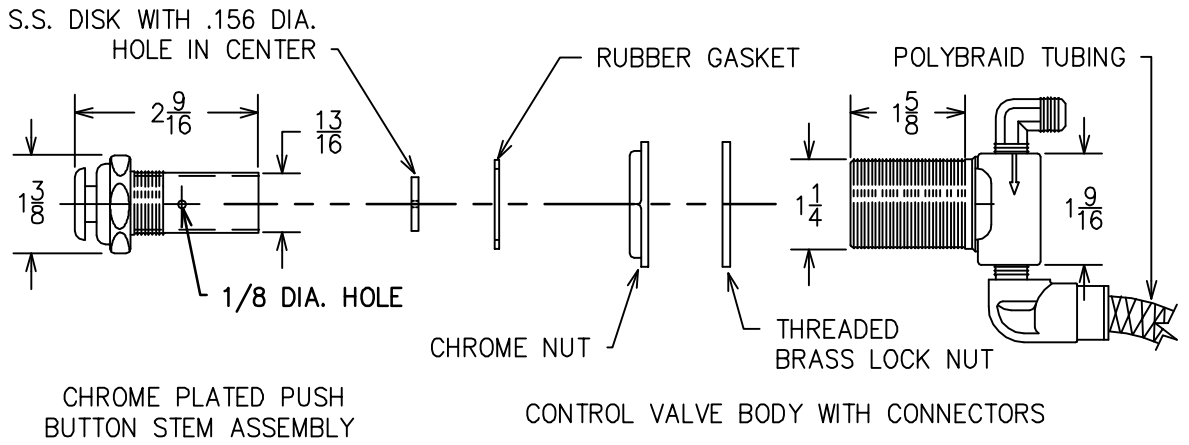 S.S. DISK WITH .156 DIA.
HOLE IN CENTER
RUBBER GASKET
POLYBRAID TUBING
2 9/16
13/16
1 5/8
1 3/8
1 1/4
1 9/16
1/8 DIA. HOLE
CHROME NUT
THREADED
BRASS LOCK NUT
CHROME PLATED PUSH
BUTTON STEM ASSEMBLY
CONTROL VALVE BODY WITH CONNECTORS